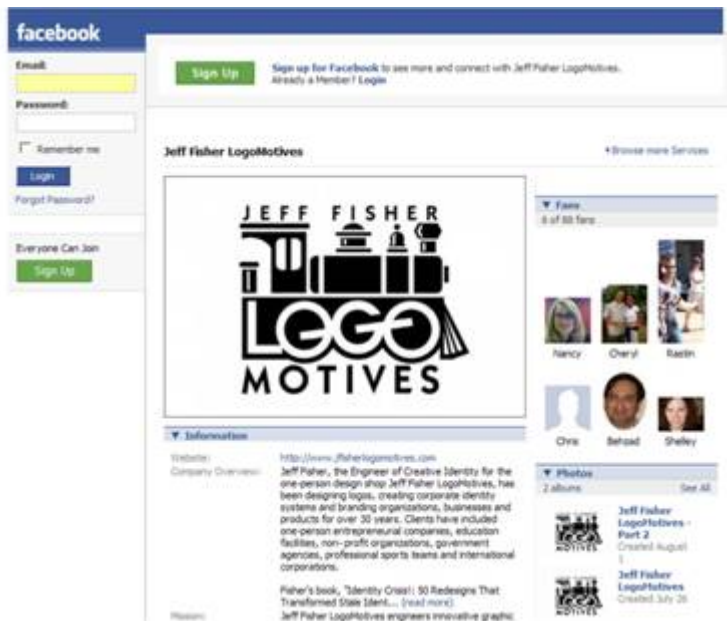 facebook
Email:
Password:
Remember me
Login
Forgot Password?
Everyone Can Join
Sign Up
Sign Up
Sign up for Facebook to see more and connect with Jeff Fisher LogoMotives.
Already a Member? Login
Jeff Fisher LogoMotives
Browse more Services
JEFF FISHER
LOGO
MOTIVES
Information
Website:
http://www.jfisherlogomotives.com
Company Overview:
Jeff Fisher, the Engineer of Creative Identity for the
one-person design shop Jeff Fisher LogoMotives, has
been designing logos, creating corporate identity
systems and branding organizations, businesses and
products for over 30 years. Clients have included
one-person entrepreneurial companies, education
facilities, non- profit organizations, government
agencies, professional sports teams and international
corporations.
Fisher's book, "Identity Crisis!: 50 Redesigns That
Transformed Stale Ident... (read more)
Mission:
Jeff Fisher LogoMotives engineers innovative graphic
Fans
6 of 88 fans
Nancy
Cheryl
Raetin
Chris
Behzad
Shelley
Photos
2 albums
See All
LOGO
MOTIVES
Jeff Fisher
LogoMotives -
Part 2
Created August
1
LOGO
MOTIVES
Jeff Fisher
LogoMotives
Created July 26